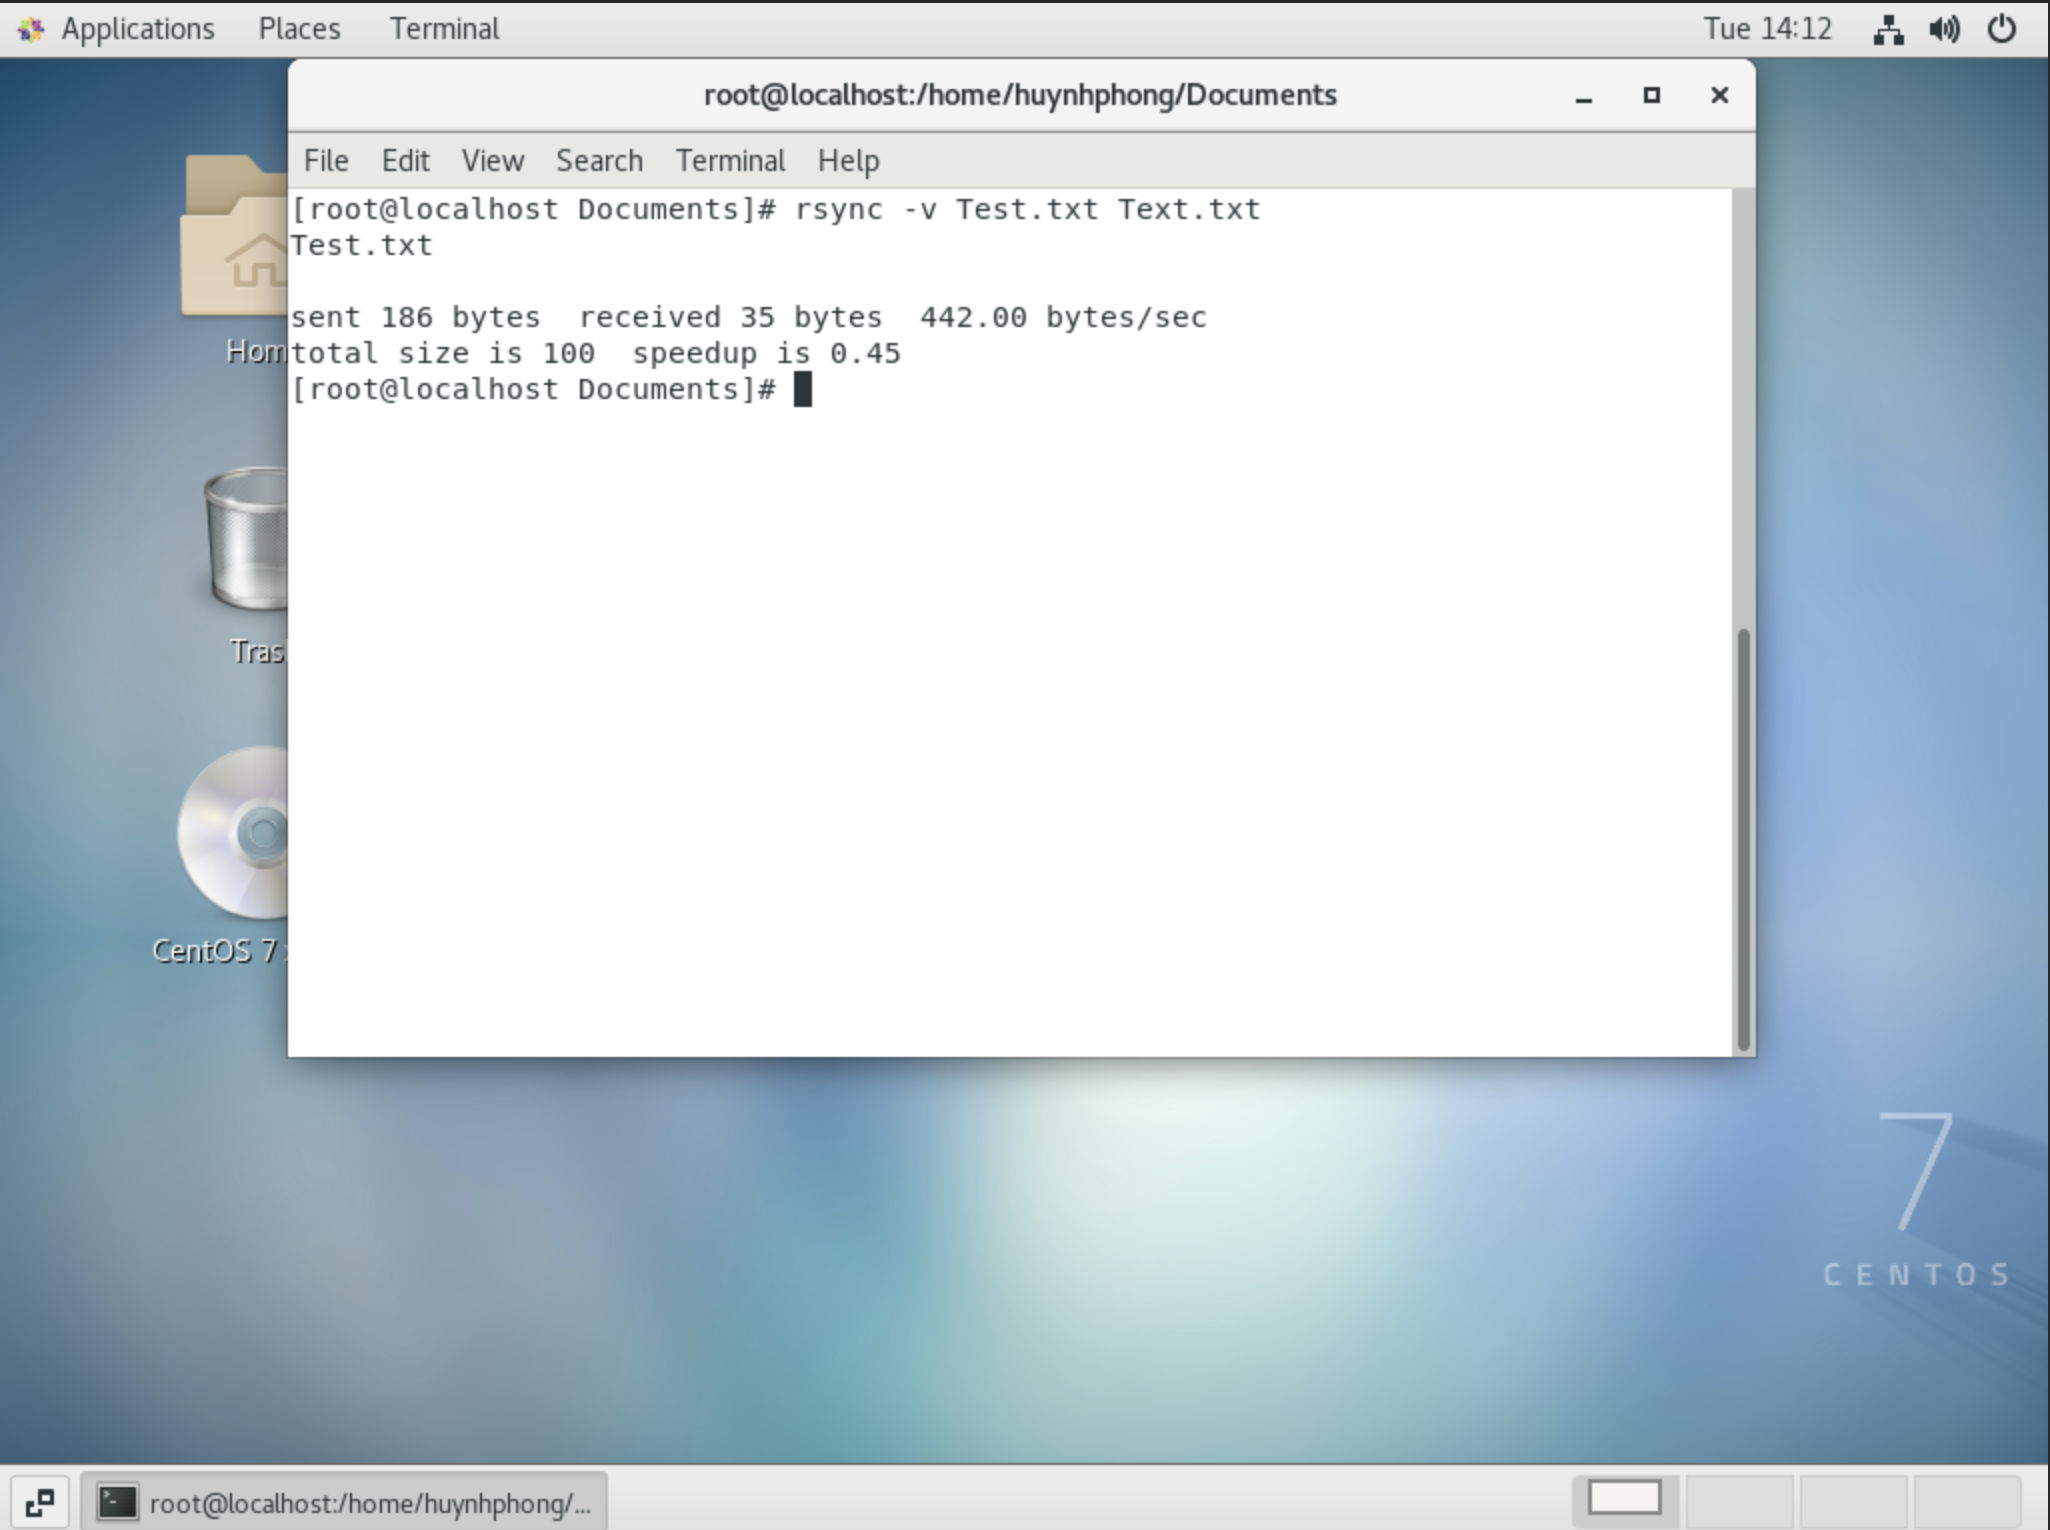 Applications Places Terminal Tue 14:12
root@localhost:/home/huynhphong/Documents
File Edit View Search Terminal Help
[root@localhost Documents]# rsync -v Test.txt Text.txt
Test.txt
sent 186 bytes  received 35 bytes  442.00 bytes/sec
total size is 100  speedup is 0.45
[root@localhost Documents]#
Hom
Tras
CentOS 7
7
CENTOS
root@localhost:/home/huynhphong/...